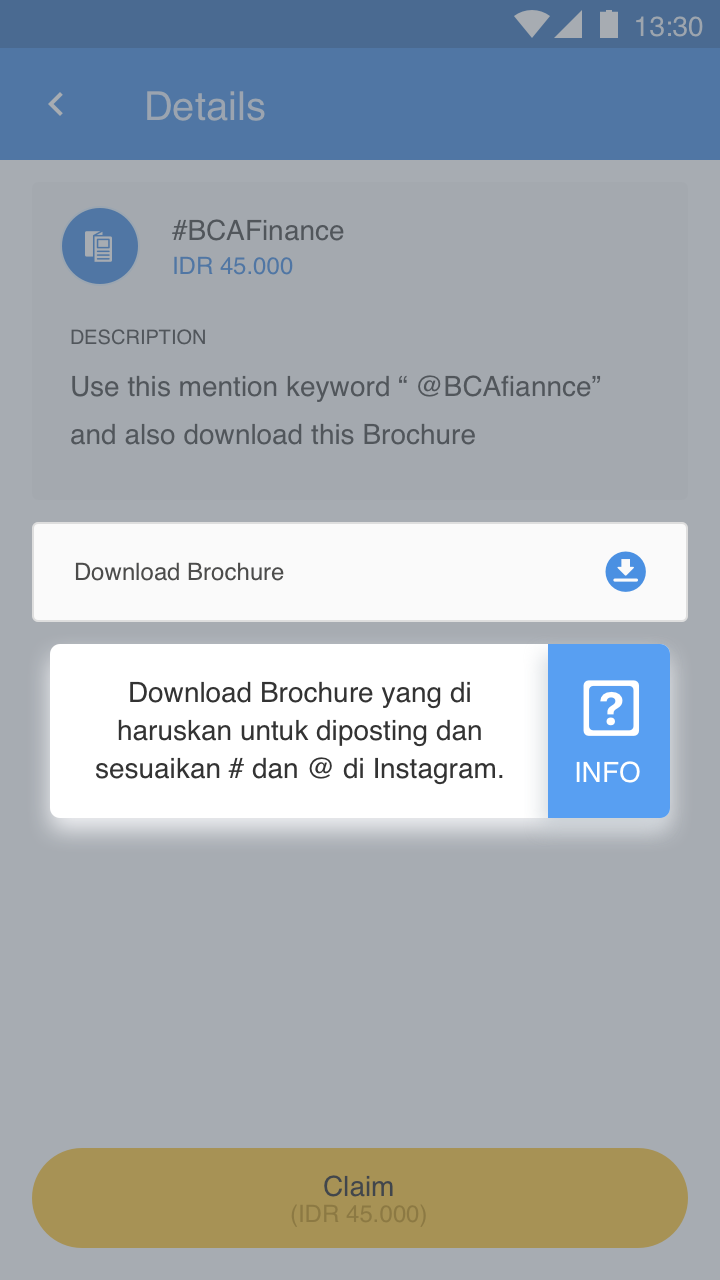 13:30
Details
#BCAFinance
IDR 45.000
DESCRIPTION
Use this mention keyword “ @BCAfiannce”
and also download this Brochure
Download Brochure
Download Brochure yang di
haruskan untuk diposting dan
sesuaikan # dan @ di Instagram.
?
INFO
Claim
(IDR 45.000)